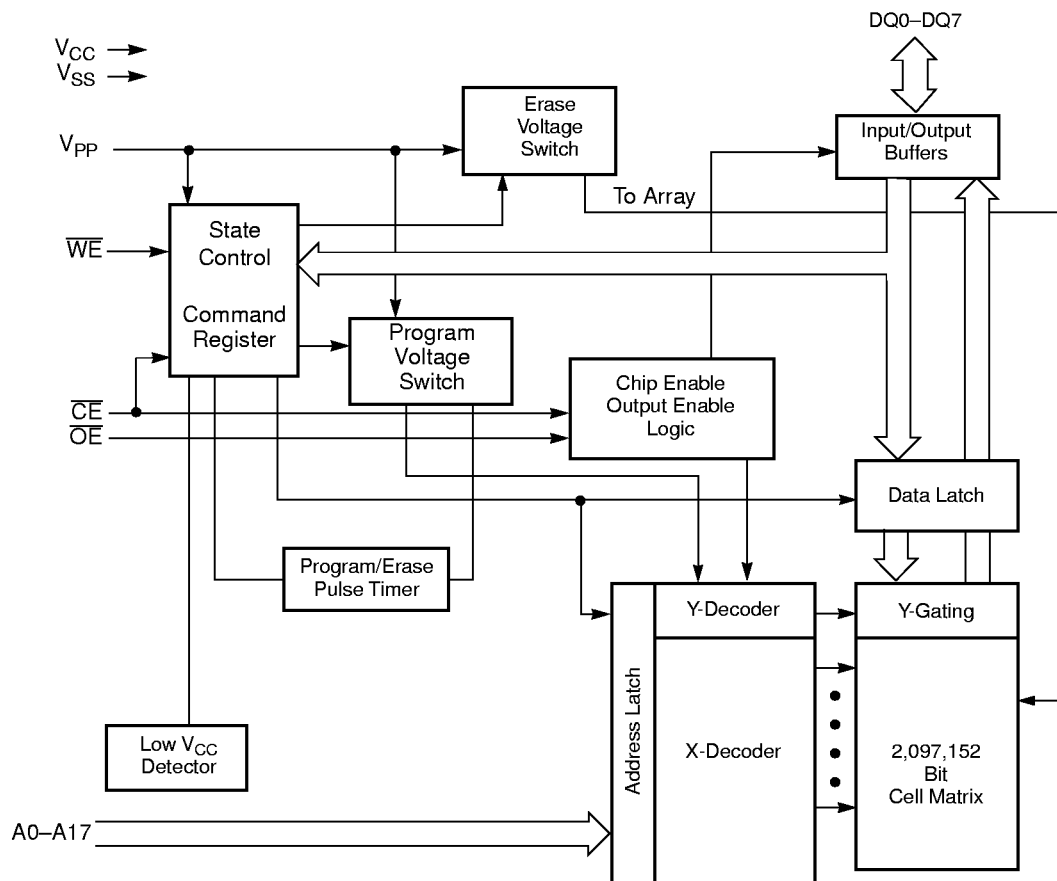 DQ0–DQ7
VCC
VSS
Erase
Voltage
Switch
Input/Output
Buffers
VPP
To Array
State
Control
Command
Register
WE
Program
Voltage
Switch
Chip Enable
Output Enable
Logic
CE
OE
Data Latch
Program/Erase
Pulse Timer
Y-Decoder
Y-Gating
Address Latch
Low VCC
Detector
X-Decoder
2,097,152
Bit
Cell Matrix
A0–A17